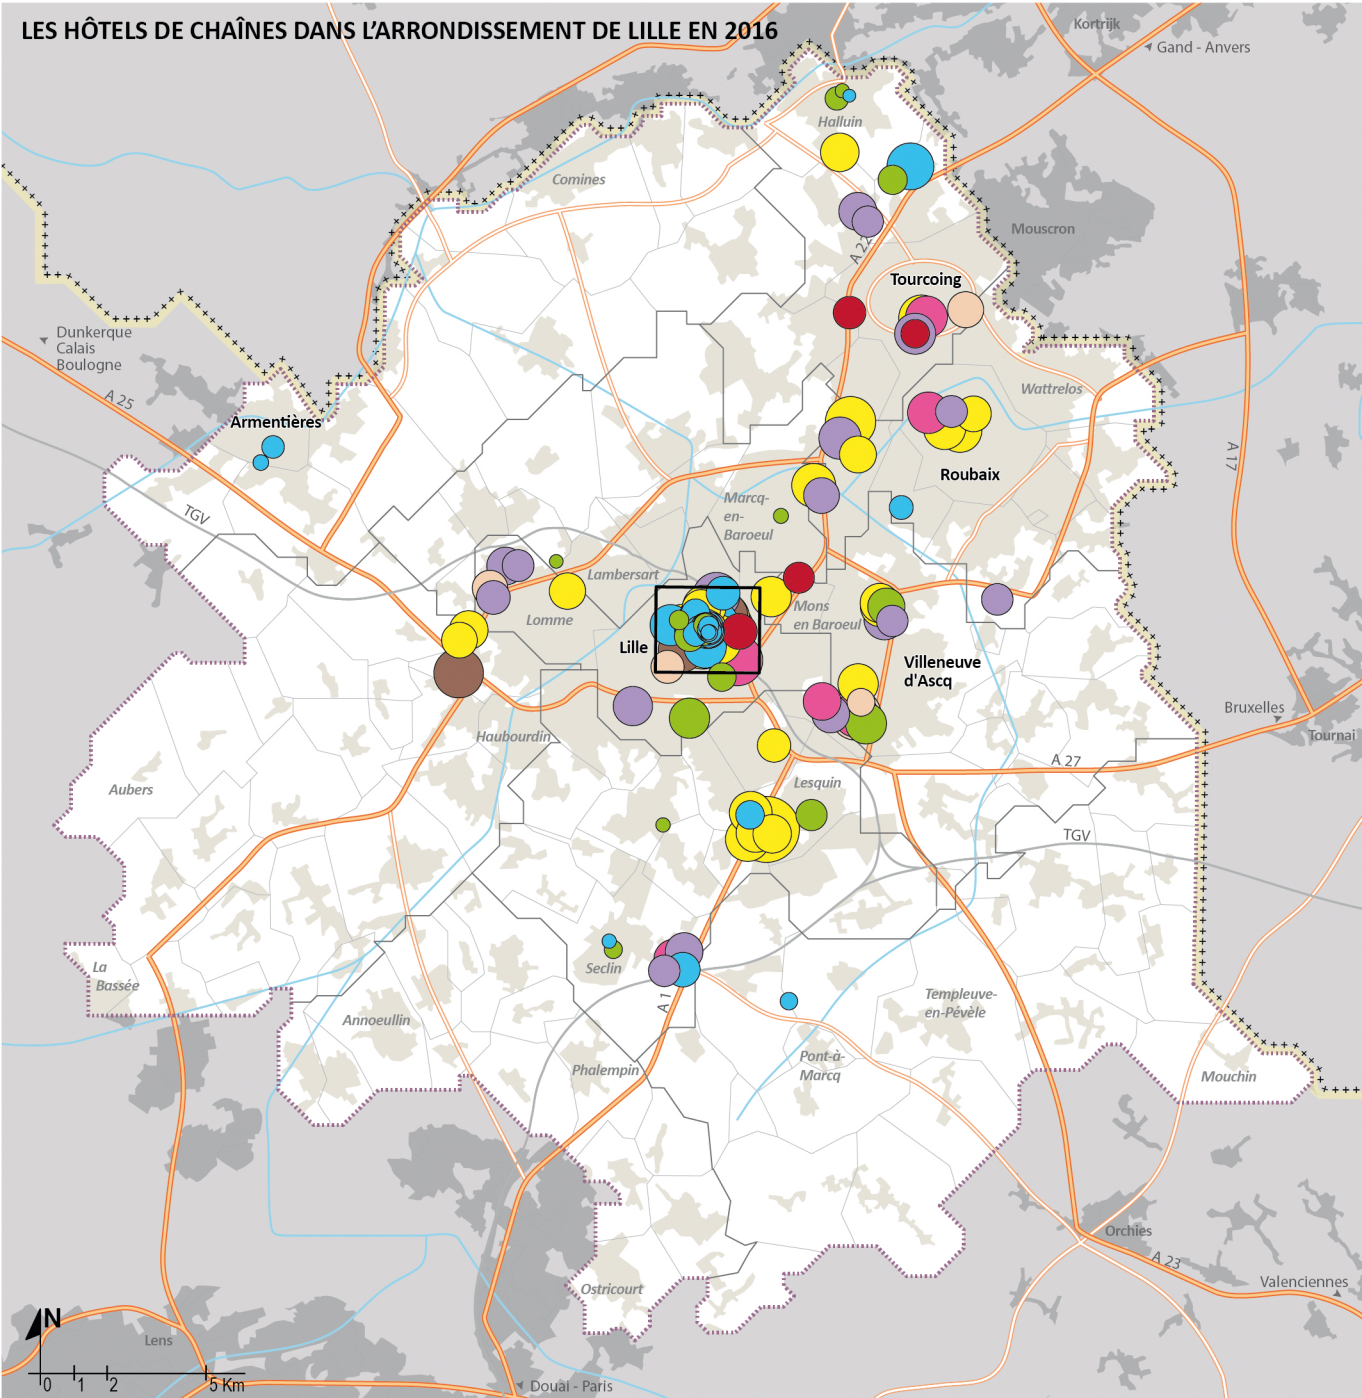 LES HÔTELS DE CHAÎNES DANS L'ARRONDISSEMENT DE LILLE EN 2016
Kortrijk
Gand - Anvers
Halluin
Comines
Mouscron
A 22
Tourcoing
Dunkerque
Calais
Boulogne
A 25
Wattrelos
Armentières
A 17
Roubaix
Marcq-
en-
Baroeul
TGV
Lambersart
Lomme
Mons
en Baroeul
Lille
Villeneuve
d'Ascq
Bruxelles
Tournai
Haubourdin
A 27
Aubers
Lesquin
TGV
La
Bassée
Seclin
A 1
Templeuve-
en-Pévèle
Annoeullin
Pont-à-
Marcq
Phalempin
Mouchin
Orchies
A 23
Valenciennes
Ostricourt
N
Lens
0 1 2 5 Km
Douai - Paris